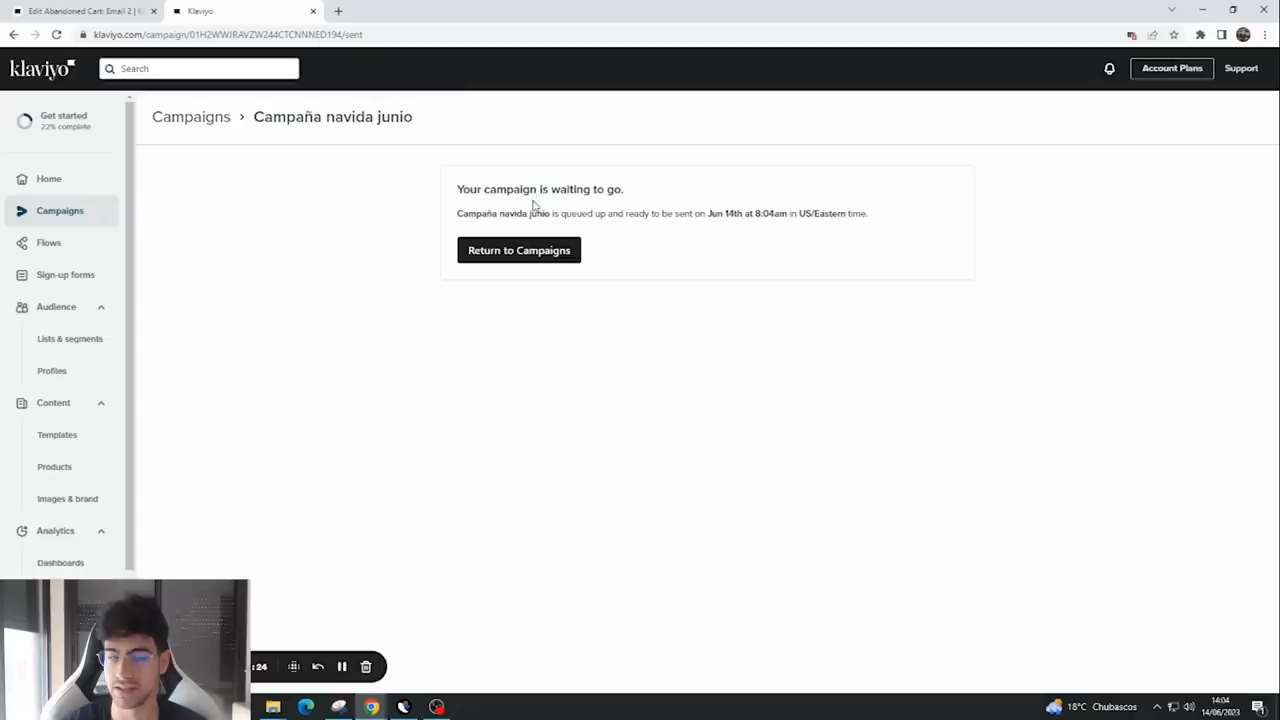 Edit Abandoned Cart: Email 2 | K
Klaviyo
klaviyo.com/campaign/01H2WWJRAVZW244CTCNNNED194/sent
klaviyo
Search
Account Plans
Support
Get started
22% complete
Home
Campaigns
Flows
Sign-up forms
Audience
Lists & segments
Profiles
Content
Templates
Products
Images & brand
Analytics
Dashboards
Campaigns › Campaña navida junio
Your campaign is waiting to go.
Campaña navida junio is queued up and ready to be sent on Jun 14th at 8:04am in US/Eastern time.
Return to Campaigns
:24
18°C Chubascos
14:04
14/06/2023